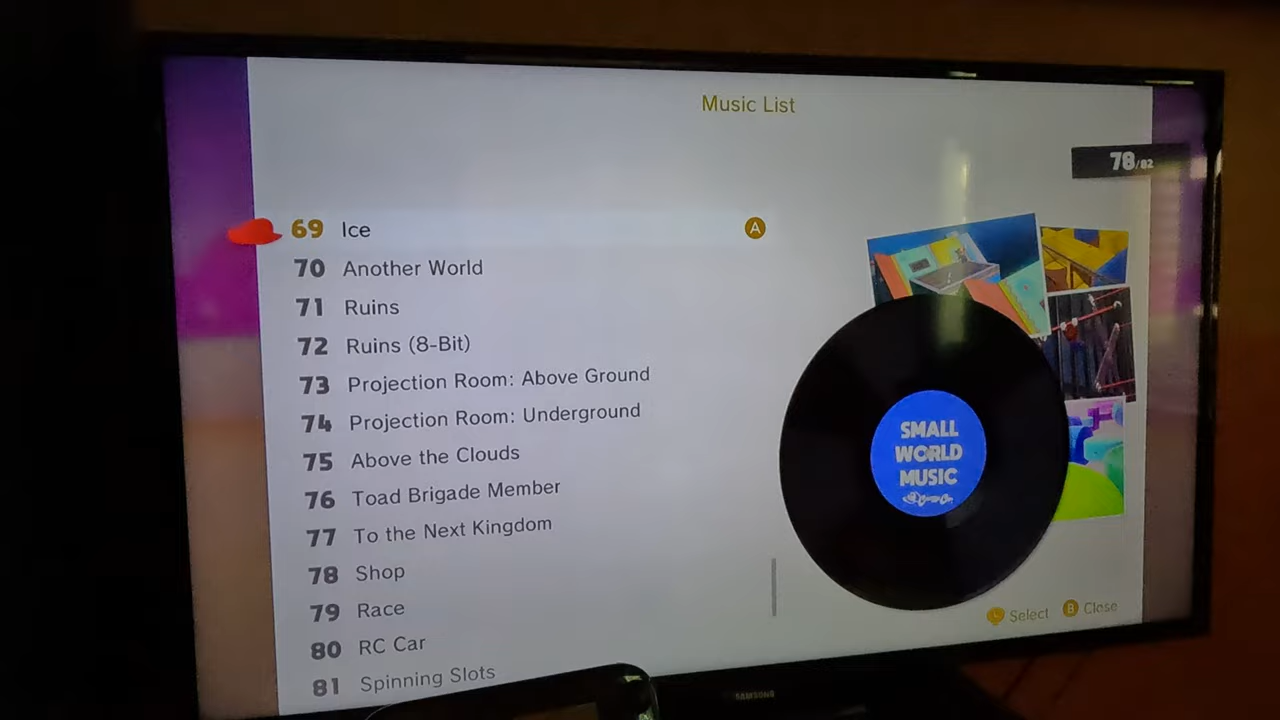 Music List
78/82
69 Ice A
70 Another World
71 Ruins
72 Ruins (8-Bit)
73 Projection Room: Above Ground
74 Projection Room: Underground
75 Above the Clouds
76 Toad Brigade Member
77 To the Next Kingdom
78 Shop
79 Race
80 RC Car
81 Spinning Slots
SMALL
WORLD
MUSIC
Select B Close
SAMSUNG